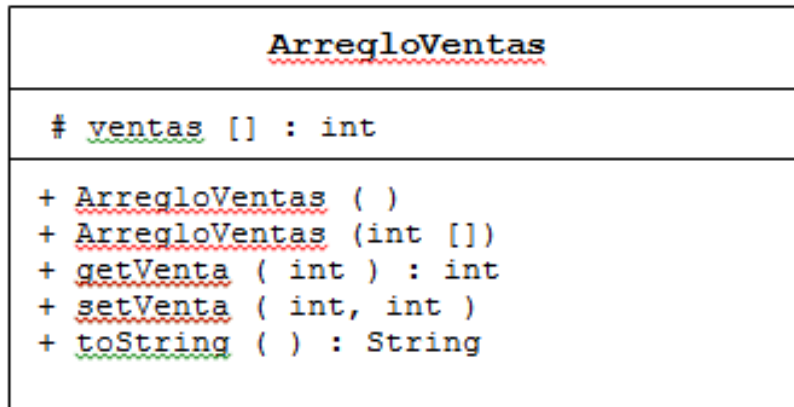 ArregloVentas
# ventas [] : int
+ ArregloVentas ( )
+ ArregloVentas (int [])
+ getVenta ( int ) : int
+ setVenta ( int, int )
+ toString ( ) : String